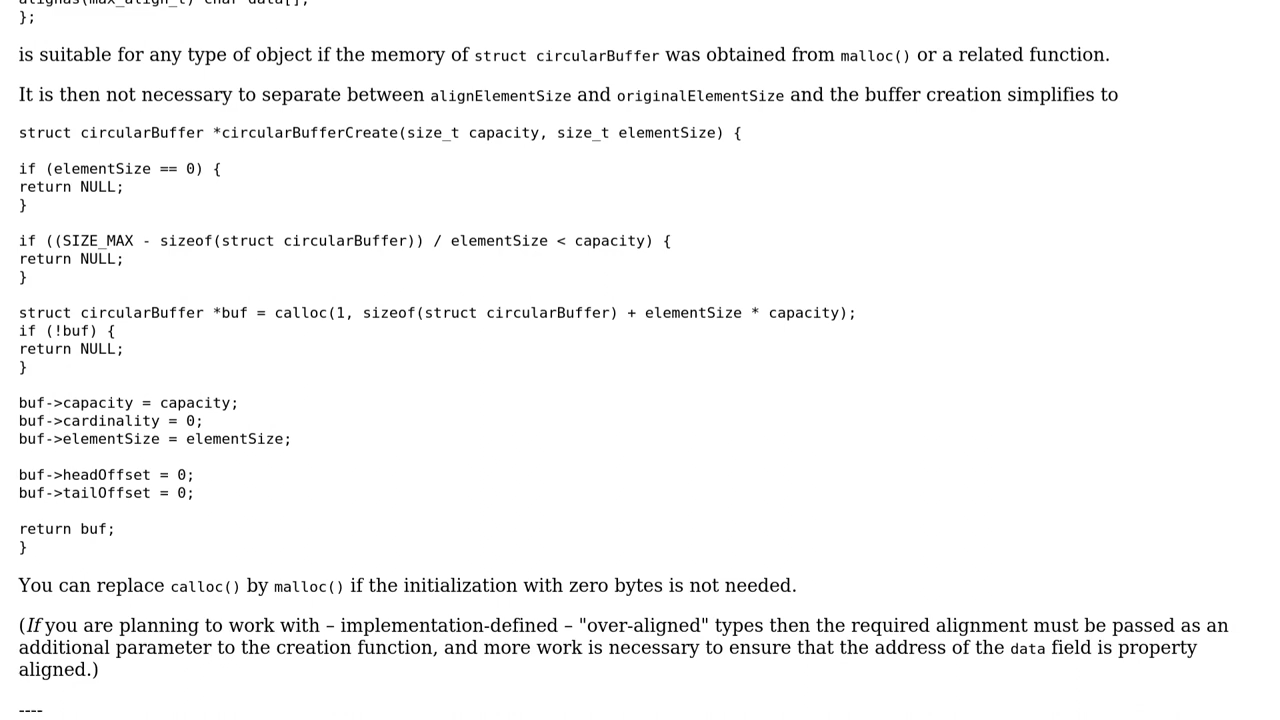 alignas(max_align_t) char data[];
};
is suitable for any type of object if the memory of struct circularBuffer was obtained from malloc() or a related function.
It is then not necessary to separate between alignElementSize and originalElementSize and the buffer creation simplifies to
struct circularBuffer *circularBufferCreate(size_t capacity, size_t elementSize) {
if (elementSize == 0) {
return NULL;
}
if ((SIZE_MAX - sizeof(struct circularBuffer)) / elementSize < capacity) {
return NULL;
}
struct circularBuffer *buf = calloc(1, sizeof(struct circularBuffer) + elementSize * capacity);
if (!buf) {
return NULL;
}
buf->capacity = capacity;
buf->cardinality = 0;
buf->elementSize = elementSize;
buf->headOffset = 0;
buf->tailOffset = 0;
return buf;
}
You can replace calloc() by malloc() if the initialization with zero bytes is not needed.
(If you are planning to work with – implementation-defined – "over-aligned" types then the required alignment must be passed as an
additional parameter to the creation function, and more work is necessary to ensure that the address of the data field is property
aligned.)
----